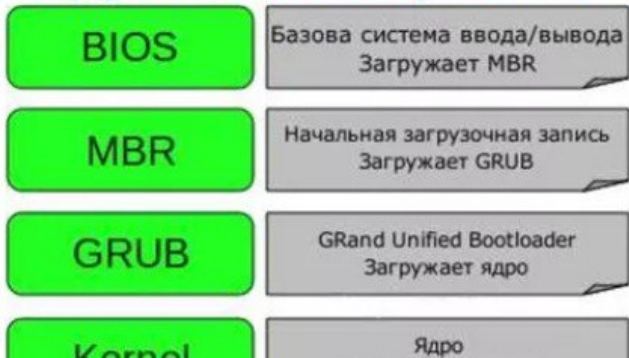 BIOS
Базова система ввода/вывода
Загружает MBR
MBR
Начальная загрузочная запись
Загружает GRUB
GRUB
GRand Unified Bootloader
Загружает ядро
Kernel
Ядро